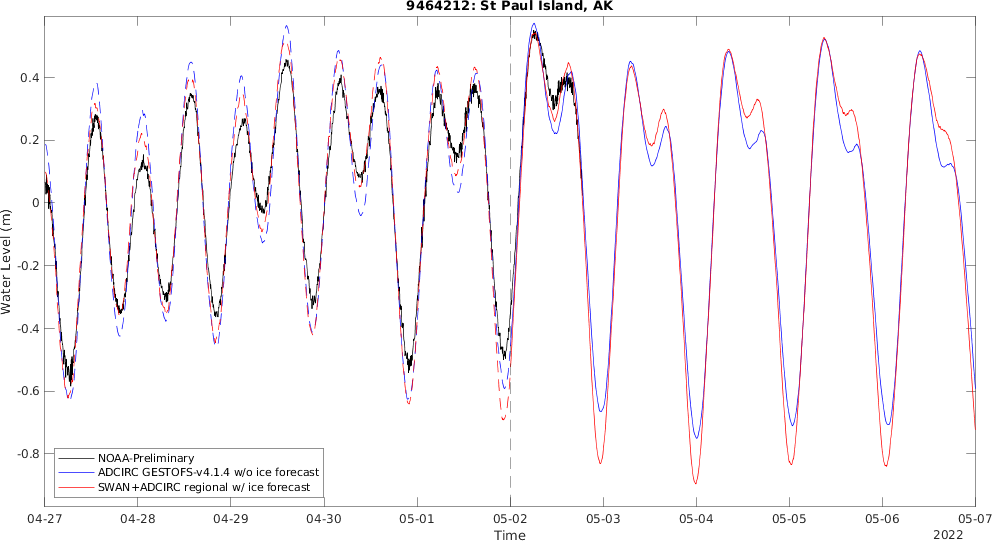 9464212: St Paul Island, AK
Water Level (m)
0.4
0.2
0
-0.2
-0.4
-0.6
-0.8
NOAA-Preliminary
ADCIRC GESTOFS-v4.1.4 w/o ice forecast
SWAN+ADCIRC regional w/ ice forecast
04-27 04-28 04-29 04-30 05-01 05-02 05-03 05-04 05-05 05-06 05-07
Time
2022